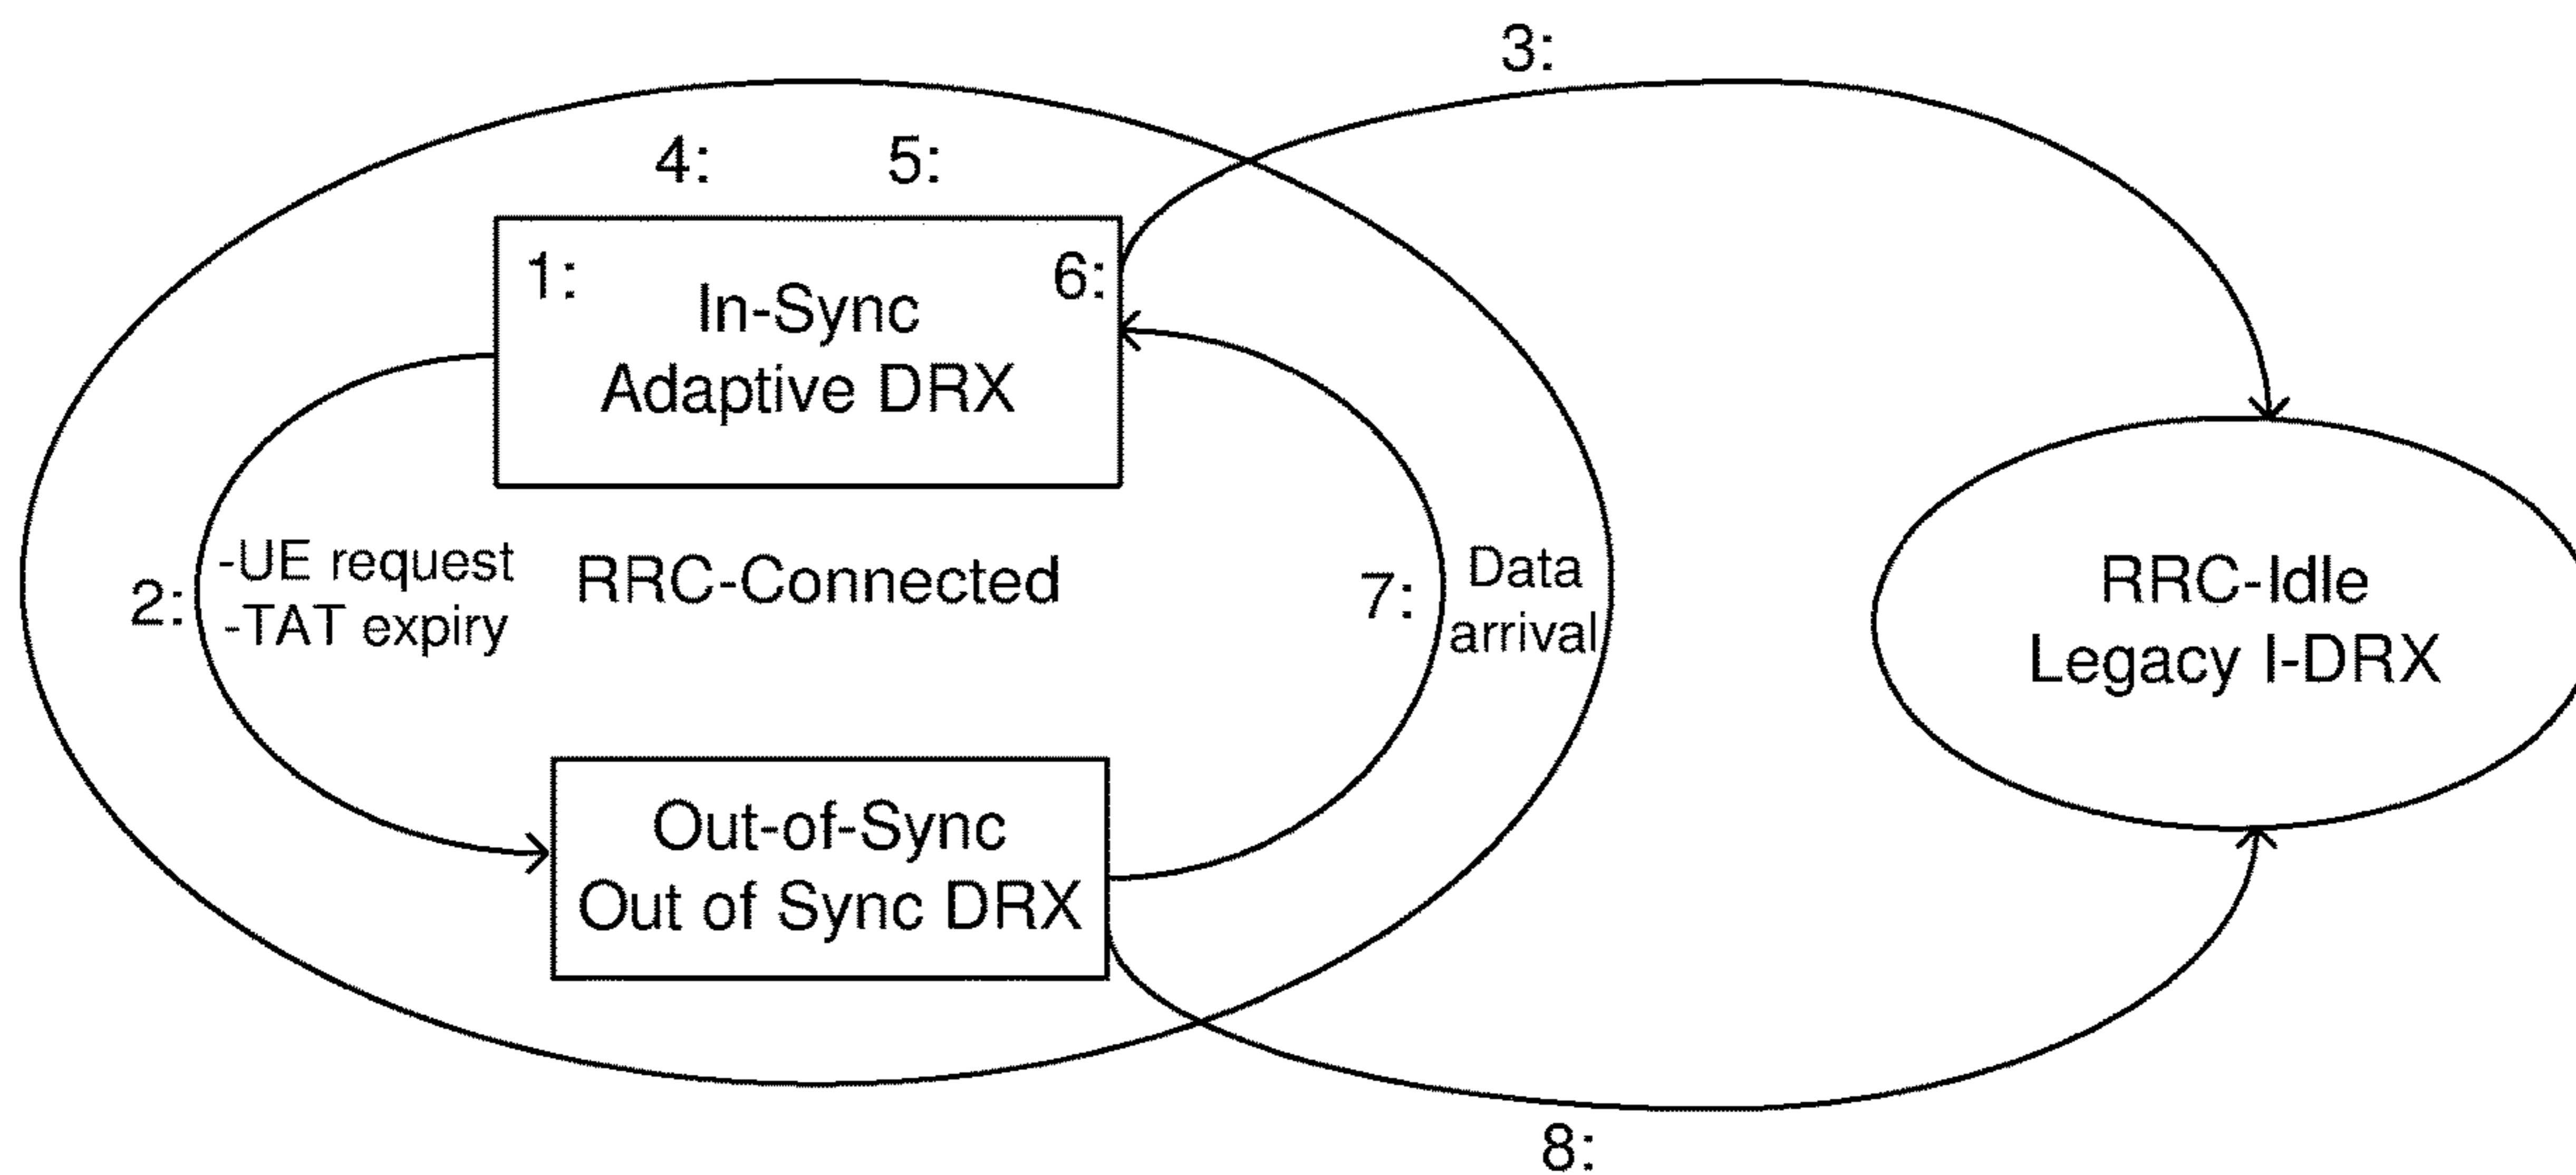 3:
4:
5:
1:
6:
In-Sync
Adaptive DRX
2:
-UE request
-TAT expiry
RRC-Connected
7:
Data
arrival
RRC-Idle
Legacy I-DRX
Out-of-Sync
Out of Sync DRX
8: